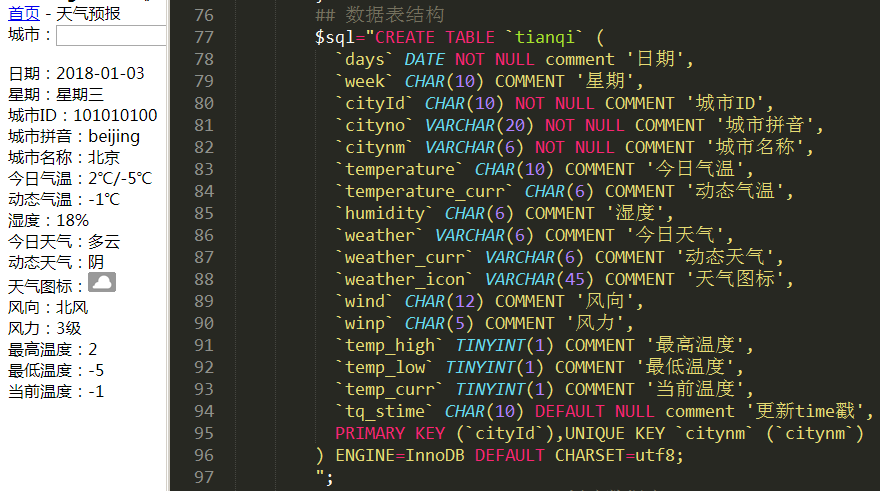 首页 - 天气预报
城市：
日期：2018-01-03
星期：星期三
城市ID：101010100
城市拼音：beijing
城市名称：北京
今日气温：2℃/-5℃
动态气温：-1℃
湿度：18%
今日天气：多云
动态天气：阴
天气图标：
风向：北风
风力：3级
最高温度：2
最低温度：-5
当前温度：-1
76 ## 数据表结构
77 $sql="CREATE TABLE `tianqi` (
78 `days` DATE NOT NULL comment '日期',
79 `week` CHAR(10) COMMENT '星期',
80 `cityId` CHAR(10) NOT NULL COMMENT '城市ID',
81 `cityno` VARCHAR(20) NOT NULL COMMENT '城市拼音',
82 `citynm` VARCHAR(6) NOT NULL COMMENT '城市名称',
83 `temperature` CHAR(10) COMMENT '今日气温',
84 `temperature_curr` CHAR(6) COMMENT '动态气温',
85 `humidity` CHAR(6) COMMENT '湿度',
86 `weather` VARCHAR(6) COMMENT '今日天气',
87 `weather_curr` VARCHAR(6) COMMENT '动态天气',
88 `weather_icon` VARCHAR(45) COMMENT '天气图标',
89 `wind` CHAR(12) COMMENT '风向',
90 `winp` CHAR(5) COMMENT '风力',
91 `temp_high` TINYINT(1) COMMENT '最高温度',
92 `temp_low` TINYINT(1) COMMENT '最低温度',
93 `temp_curr` TINYINT(1) COMMENT '当前温度',
94 `tq_stime` CHAR(10) DEFAULT NULL comment '更新time戳',
95 PRIMARY KEY (`cityId`),UNIQUE KEY `citynm` (`citynm`)
96 ) ENGINE=InnoDB DEFAULT CHARSET=utf8;
97 ";